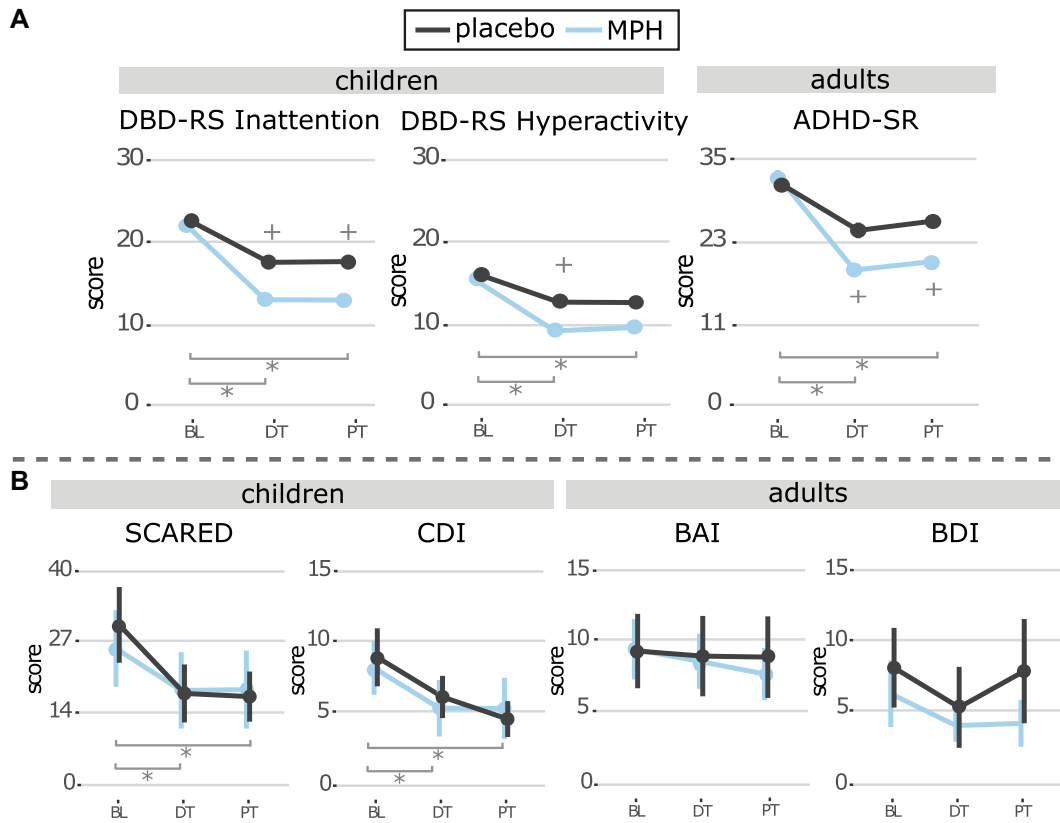 A
placebo MPH
children
adults
DBD-RS Inattention
DBD-RS Hyperactivity
ADHD-SR
30
20
10
0
score
+ +
*
*
BL DT PT
30
20
10
0
score
+
*
*
BL DT PT
35
23
11
0
score
+ +
*
*
BL DT PT
B
children
adults
SCARED
CDI
BAI
BDI
40
27
14
0
score
*
*
BL DT PT
15
10
5
0
score
*
*
BL DT PT
15
10
5
0
score
BL DT PT
15
10
5
0
score
BL DT PT